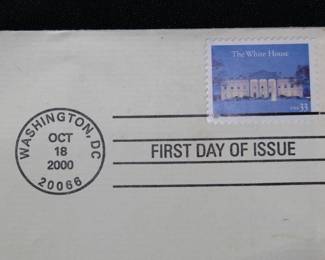 The White House
USA 33
WASHINGTON, DC
OCT
18
2000
20066
FIRST DAY OF ISSUE